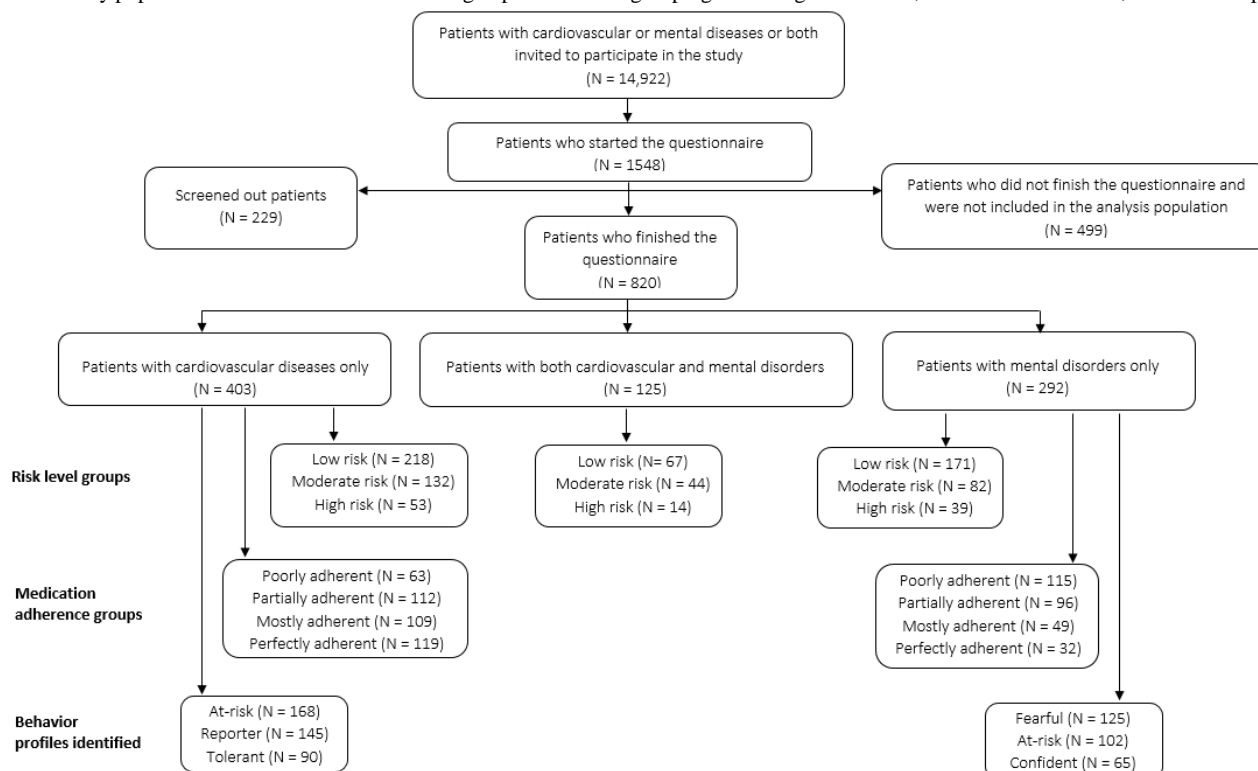 Patients with cardiovascular or mental diseases or both
invited to participate in the study
(N = 14,922)
Patients who started the questionnaire
(N = 1548)
Screened out patients
(N = 229)
Patients who did not finish the questionnaire and
were not included in the analysis population
(N = 499)
Patients who finished the
questionnaire
(N = 820)
Patients with cardiovascular diseases only
(N = 403)
Patients with both cardiovascular and mental disorders
(N = 125)
Patients with mental disorders only
(N = 292)
Risk level groups
Low risk (N = 218)
Moderate risk (N = 132)
High risk (N = 53)
Low risk (N= 67)
Moderate risk (N = 44)
High risk (N = 14)
Low risk (N = 171)
Moderate risk (N = 82)
High risk (N = 39)
Medication
adherence groups
Poorly adherent (N = 63)
Partially adherent (N = 112)
Mostly adherent (N = 109)
Perfectly adherent (N = 119)
Poorly adherent (N = 115)
Partially adherent (N = 96)
Mostly adherent (N = 49)
Perfectly adherent (N = 32)
Behavior
profiles identified
At-risk (N = 168)
Reporter (N = 145)
Tolerant (N = 90)
Fearful (N = 125)
At-risk (N = 102)
Confident (N = 65)